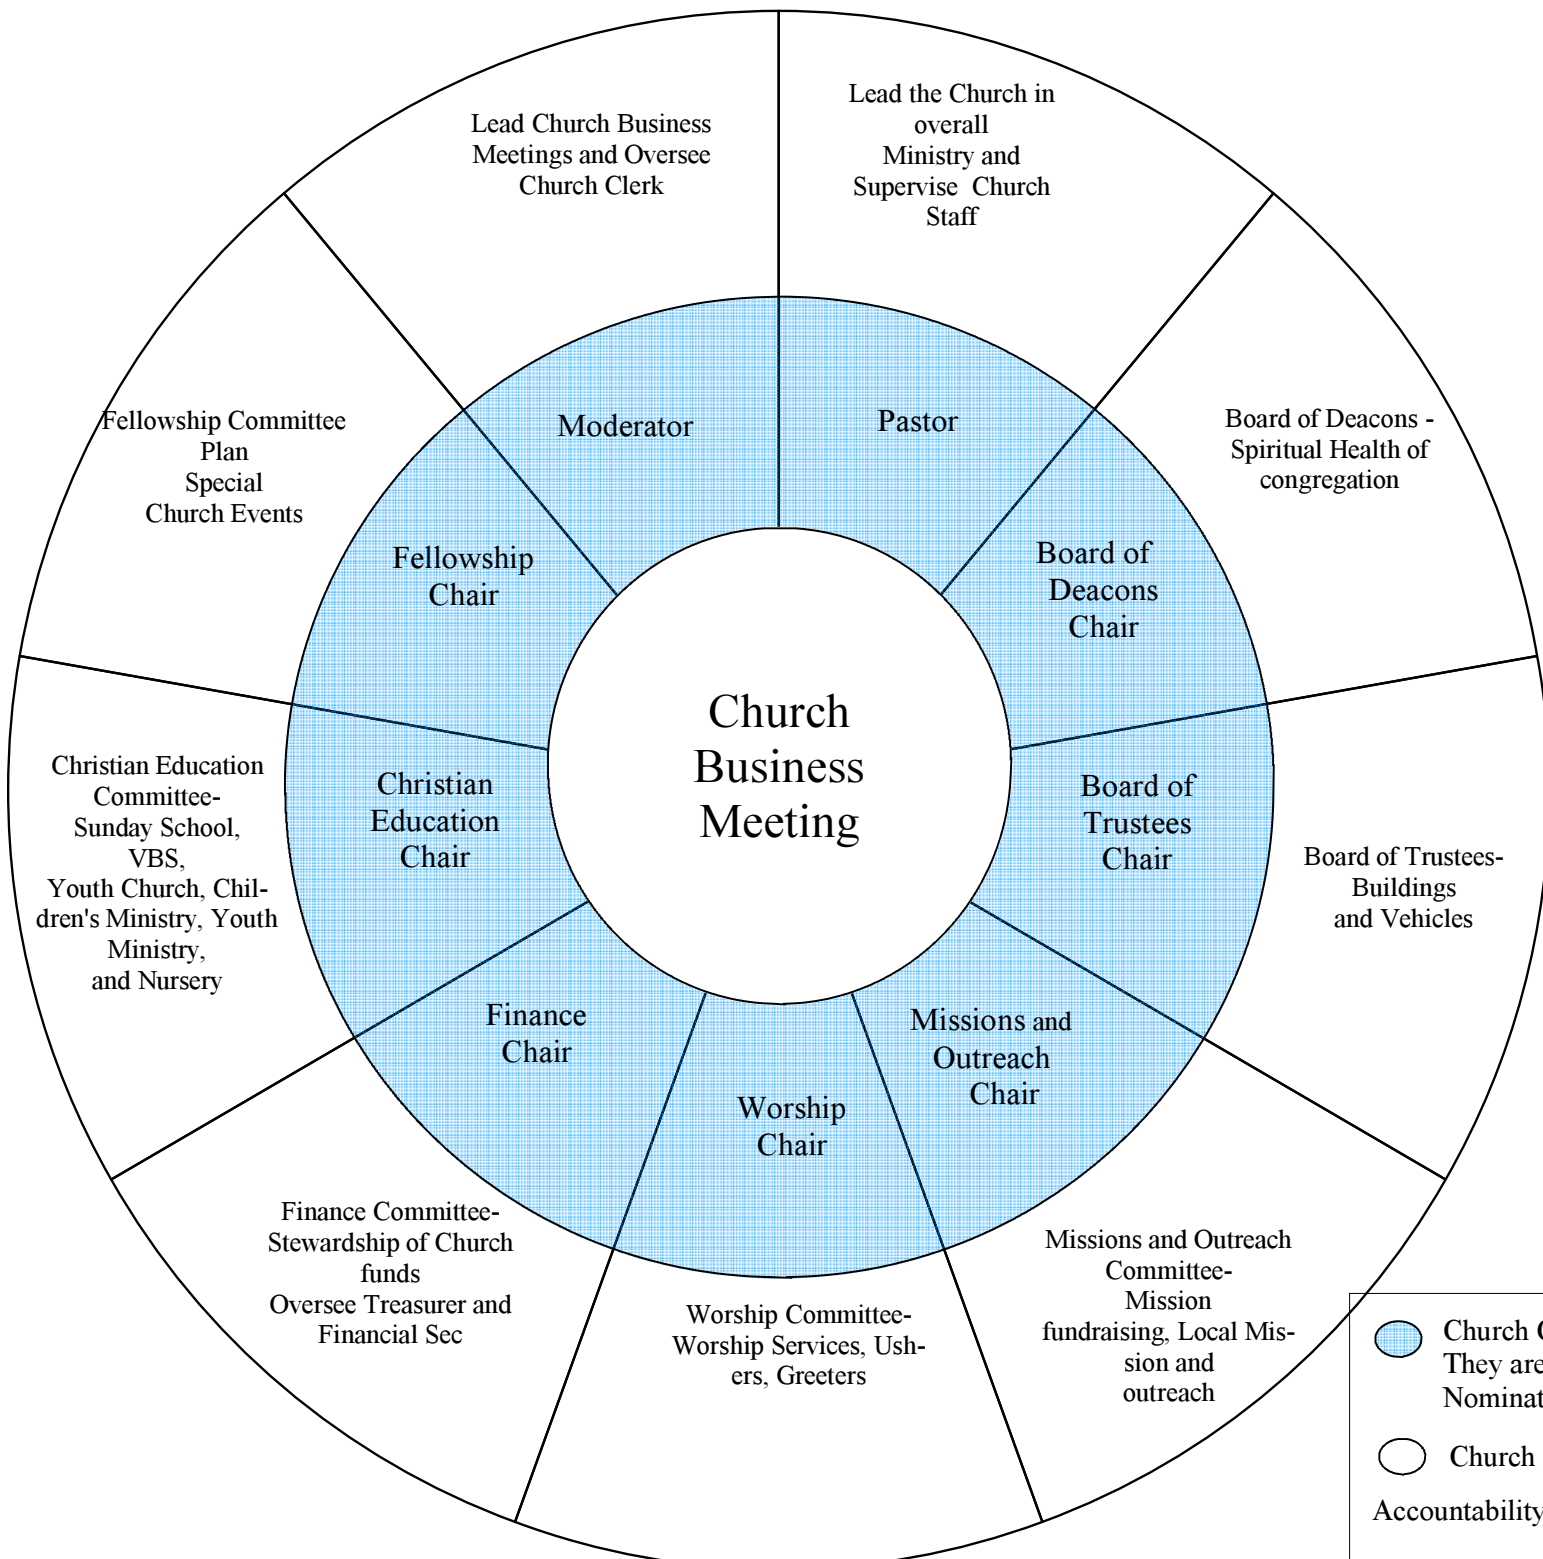 Lead Church Business
Meetings and Oversee
Church Clerk
Lead the Church in
overall
Ministry and
Supervise Church
Staff
Fellowship Committee
Plan
Special
Church Events
Moderator
Pastor
Board of Deacons -
Spiritual Health of
congregation
Fellowship
Chair
Board of
Deacons
Chair
Church
Business
Meeting
Christian Education
Committee-
Sunday School,
VBS,
Youth Church, Chil-
dren's Ministry, Youth
Ministry,
and Nursery
Christian
Education
Chair
Board of
Trustees
Chair
Board of Trustees-
Buildings
and Vehicles
Finance
Chair
Worship
Chair
Missions and
Outreach
Chair
Finance Committee-
Stewardship of Church
funds
Oversee Treasurer and
Financial Sec
Worship Committee-
Worship Services, Ush-
ers, Greeters
Missions and Outreach
Committee-
Mission
fundraising, Local Mis-
sion and
outreach
Church
They are
Church
Accountability